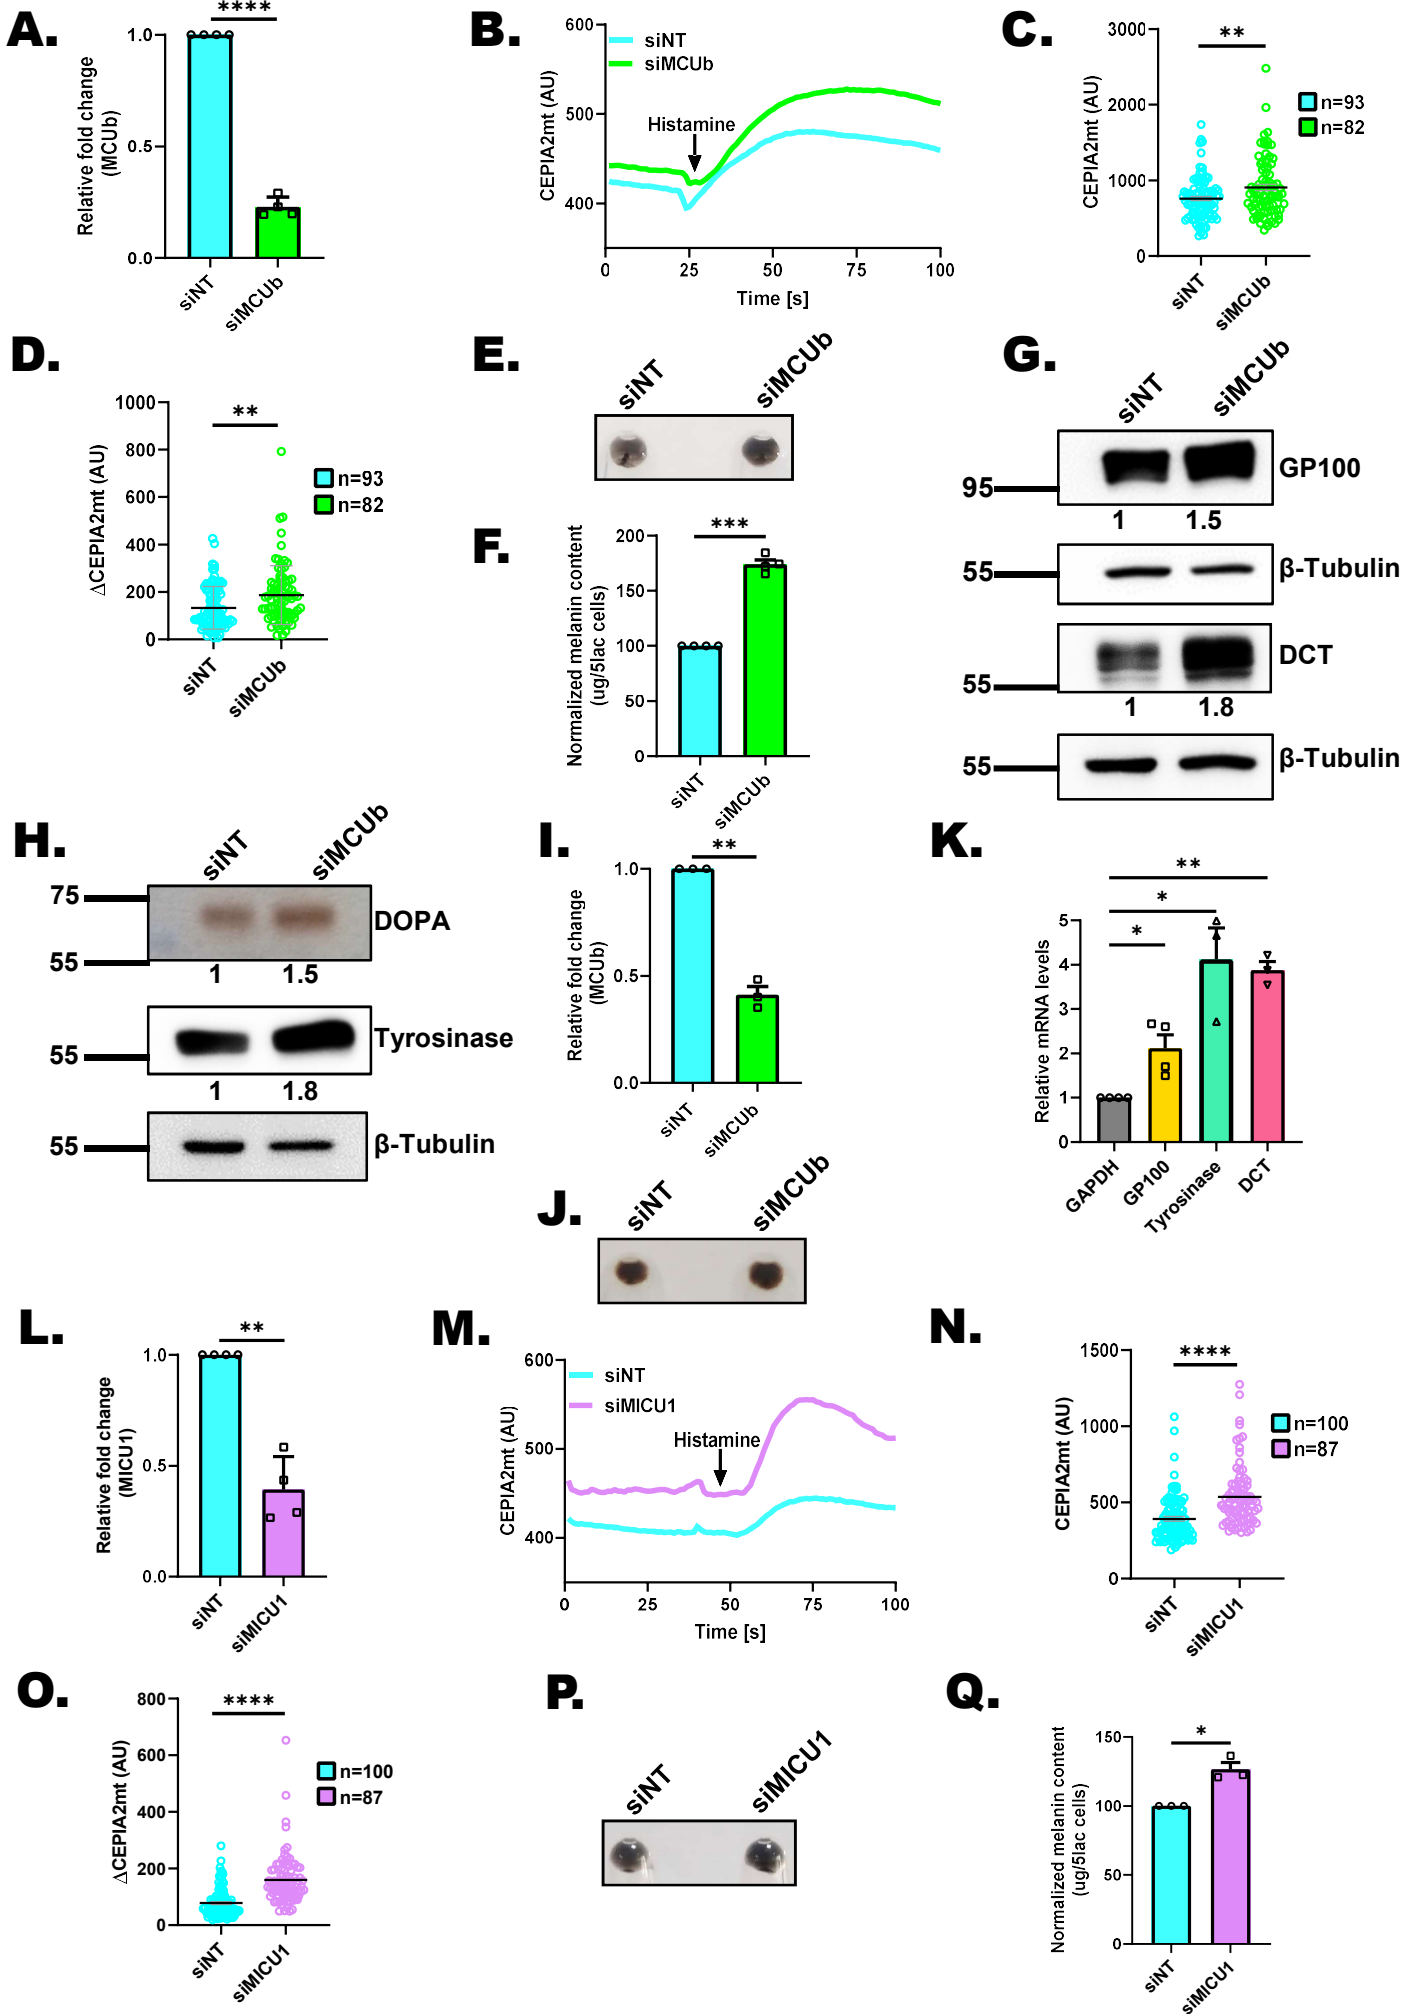 A.
****
Relative fold change
(MCUb)
1.0
0.5
0.0
siNT
siMCUb
B.
CEPIA2mt (AU)
600
500
400
siNT
siMCUb
Histamine
0
25
50
75
100
Time [s]
C.
CEPIA2mt (AU)
3000
2000
1000
0
**
n=93
n=82
siNT
siMCUb
D.
ΔCEPIA2mt (AU)
1000
800
600
400
200
0
**
n=93
n=82
siNT
siMCUb
E.
siNT
siMCUb
F.
Normalized melanin content
(ug/5lac cells)
200
150
100
50
0
***
siNT
siMCUb
G.
siNT
siMCUb
95
GP100
1 1.5
55
β-Tubulin
55
DCT
1 1.8
55
β-Tubulin
H.
siNT
siMCUb
75
DOPA
55
1 1.5
Tyrosinase
55
1 1.8
55
β-Tubulin
I.
Relative fold change
(MCUb)
1.0
0.5
0.0
**
siNT
siMCUb
J.
siNT
siMCUb
K.
Relative mRNA levels
5
4
3
2
1
0
**
*
*
GAPDH
GP100
Tyrosinase
DCT
L.
Relative fold change
(MICU1)
1.0
0.5
0.0
**
siNT
siMICU1
M.
CEPIA2mt (AU)
600
500
400
siNT
siMICU1
Histamine
0
25
50
75
100
Time [s]
N.
CEPIA2mt (AU)
1500
1000
500
0
****
n=100
n=87
siNT
siMICU1
O.
ΔCEPIA2mt (AU)
800
600
400
200
0
****
n=100
n=87
siNT
siMICU1
P.
siNT
siMICU1
Q.
Normalized melanin content
(ug/5lac cells)
150
100
50
0
*
siNT
siMICU1